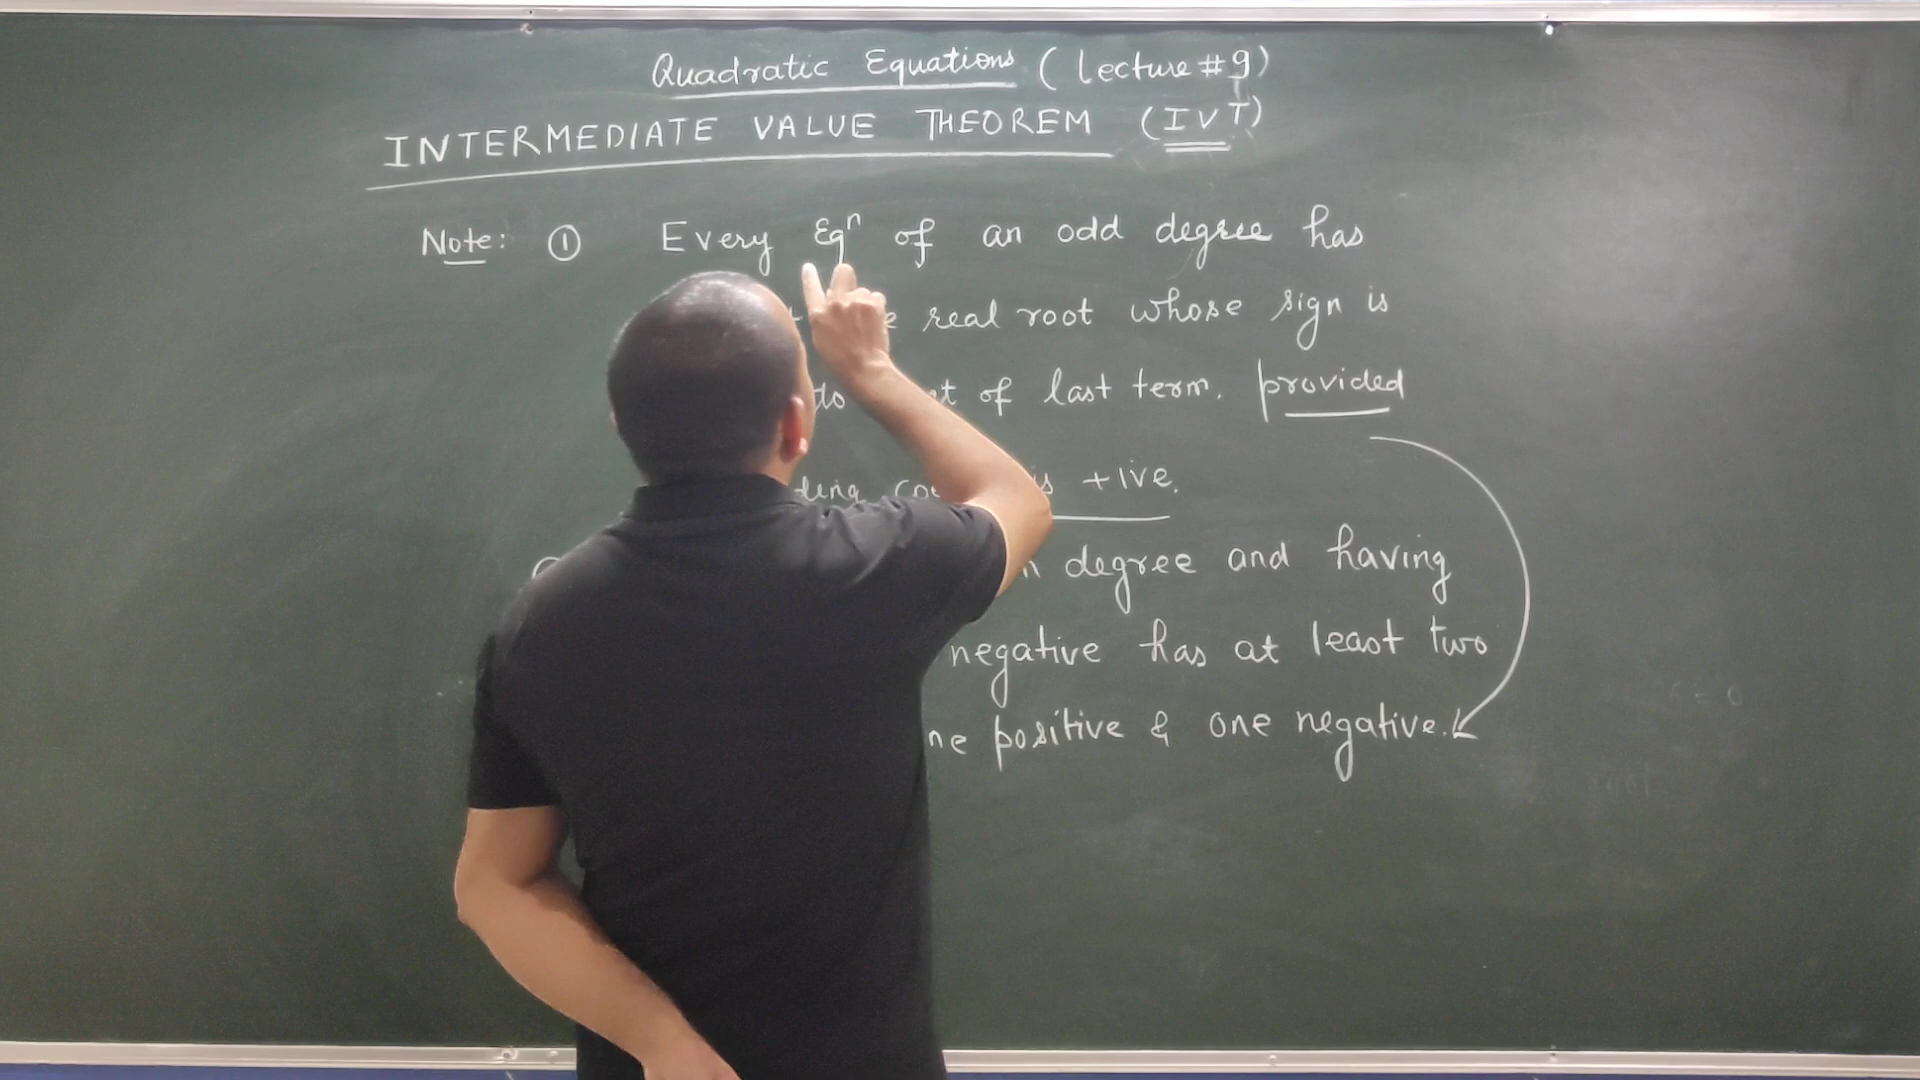 Quadratic Equations (Lecture #9)
INTERMEDIATE VALUE THEOREM (IVT)
Note: ① Every Eqⁿ of an odd degree has
real root whose sign is
to of last term. provided
is +ive.
degree and having
negative has at least two
positive & one negative.